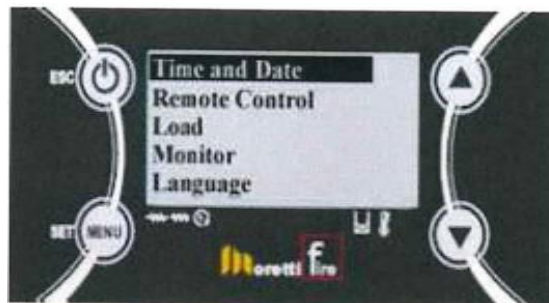 Time and Date
ESC
Remote Control
Load
Monitor
Language
SET MENU
Moretti fire